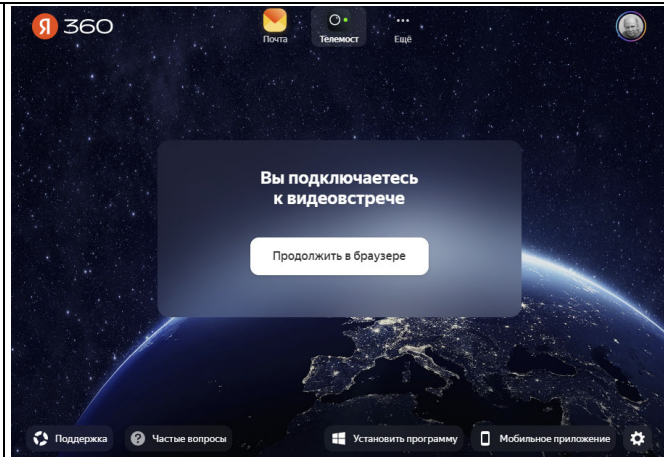 Я 360
Почта
Телемост
Ещё
Вы подключаетесь
к видеовстрече
Продолжить в браузере
Поддержка
? Частые вопросы
Установить программу
Мобильное приложение